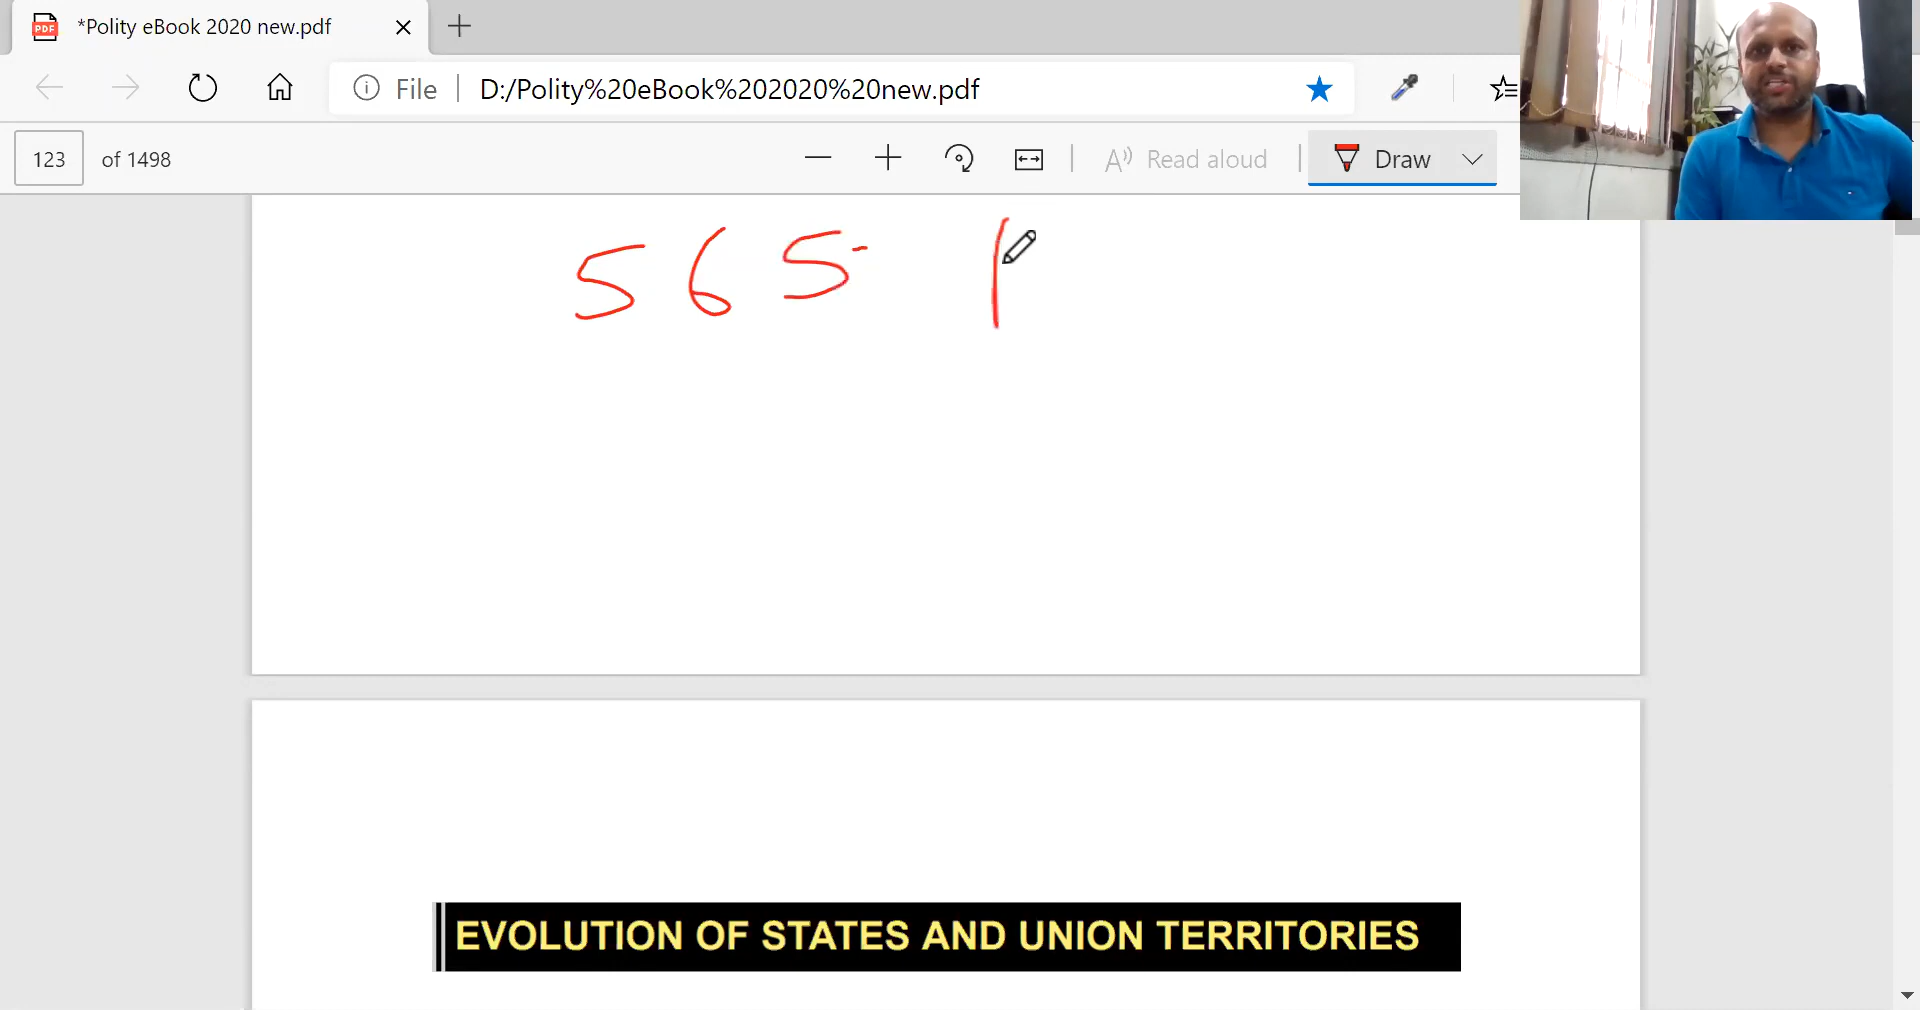 *Polity eBook 2020 new.pdf
File D:/Polity%20eBook%202020%20new.pdf
123 of 1498 Read aloud Draw
565
EVOLUTION OF STATES AND UNION TERRITORIES